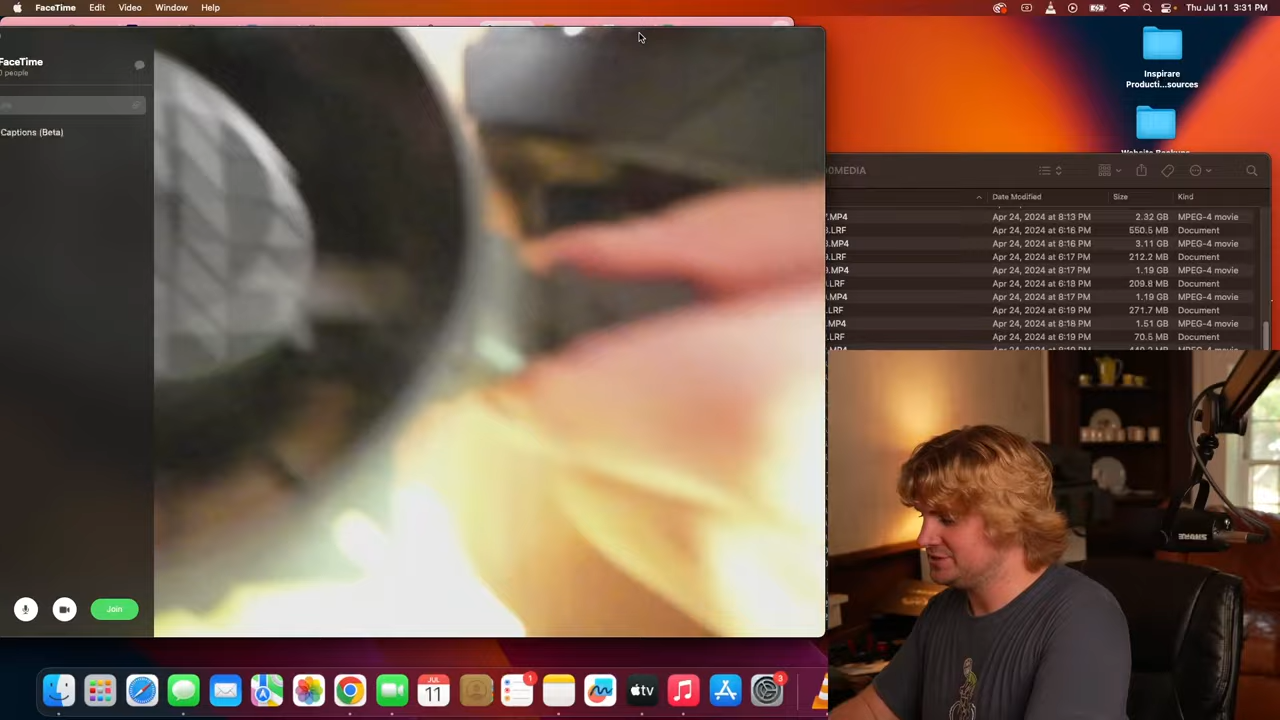 FaceTime Edit Video Window Help
Thu Jul 11 3:31 PM
Inspirare
Producti...sources
FaceTime
0 people
Captions (Beta)
Join
00MEDIA
Date Modified Size Kind
.MP4 Apr 24, 2024 at 8:13 PM 2.32 GB MPEG-4 movie
.LRF Apr 24, 2024 at 6:16 PM 550.5 MB Document
.MP4 Apr 24, 2024 at 8:16 PM 3.11 GB MPEG-4 movie
.LRF Apr 24, 2024 at 6:17 PM 212.2 MB Document
.MP4 Apr 24, 2024 at 8:17 PM 1.19 GB MPEG-4 movie
.LRF Apr 24, 2024 at 6:18 PM 209.8 MB Document
.MP4 Apr 24, 2024 at 8:17 PM 1.19 GB MPEG-4 movie
.LRF Apr 24, 2024 at 6:19 PM 271.7 MB Document
.MP4 Apr 24, 2024 at 8:18 PM 1.51 GB MPEG-4 movie
.LRF Apr 24, 2024 at 6:19 PM 70.5 MB Document
JUL
11
1
tv
3